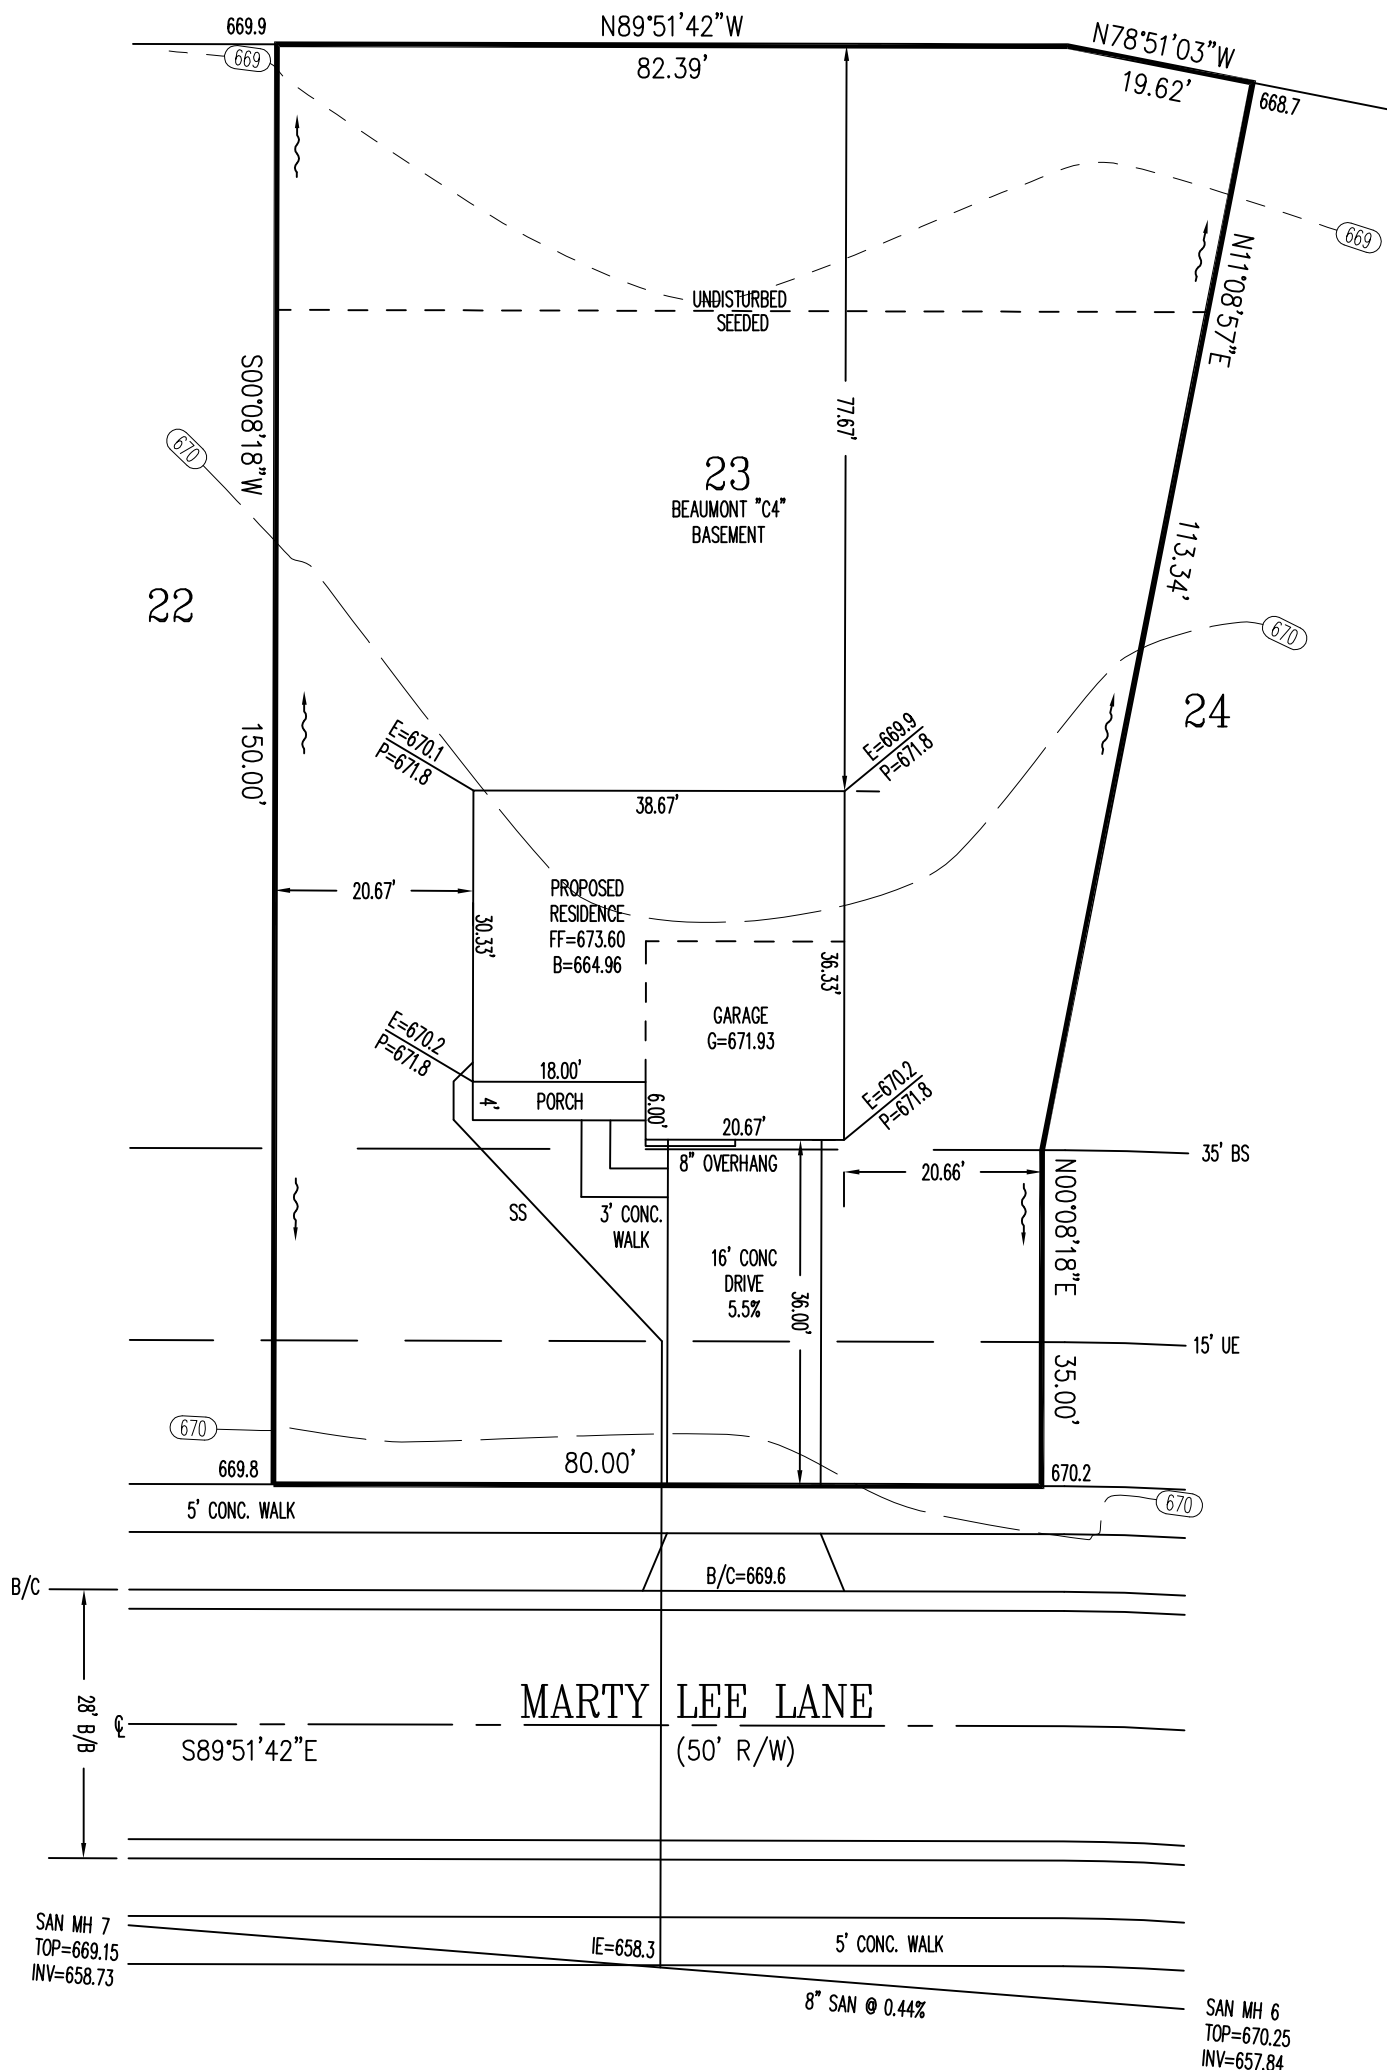 669.9
N89°51'42"W
N78°51'03"W
669
82.39'
19.62'
668.7
669
N11°08'57"E
UNDISTURBED
SEEDED
S00°08'18"W
77.67'
670
23
BEAUMONT "C4"
BASEMENT
113.34'
22
670
24
150.00'
E=670.1
P=671.8
E=669.9
P=671.8
38.67'
20.67'
PROPOSED
RESIDENCE
FF=673.60
B=664.96
30.33'
36.33'
GARAGE
G=671.93
E=670.2
P=671.8
18.00'
4'
PORCH
6.00'
20.67'
E=670.2
P=671.8
35' BS
8" OVERHANG
20.66'
N00°08'18"E
SS
3' CONC.
WALK
16' CONC
DRIVE
5.5%
36.00'
15' UE
35.00'
670
669.8
80.00'
670.2
670
5' CONC. WALK
B/C
B/C=669.6
28' B/B
MARTY LEE LANE
℄
S89°51'42"E
(50' R/W)
SAN MH 7
TOP=669.15
INV=658.73
IE=658.3
5' CONC. WALK
8" SAN @ 0.44%
SAN MH 6
TOP=670.25
INV=657.84